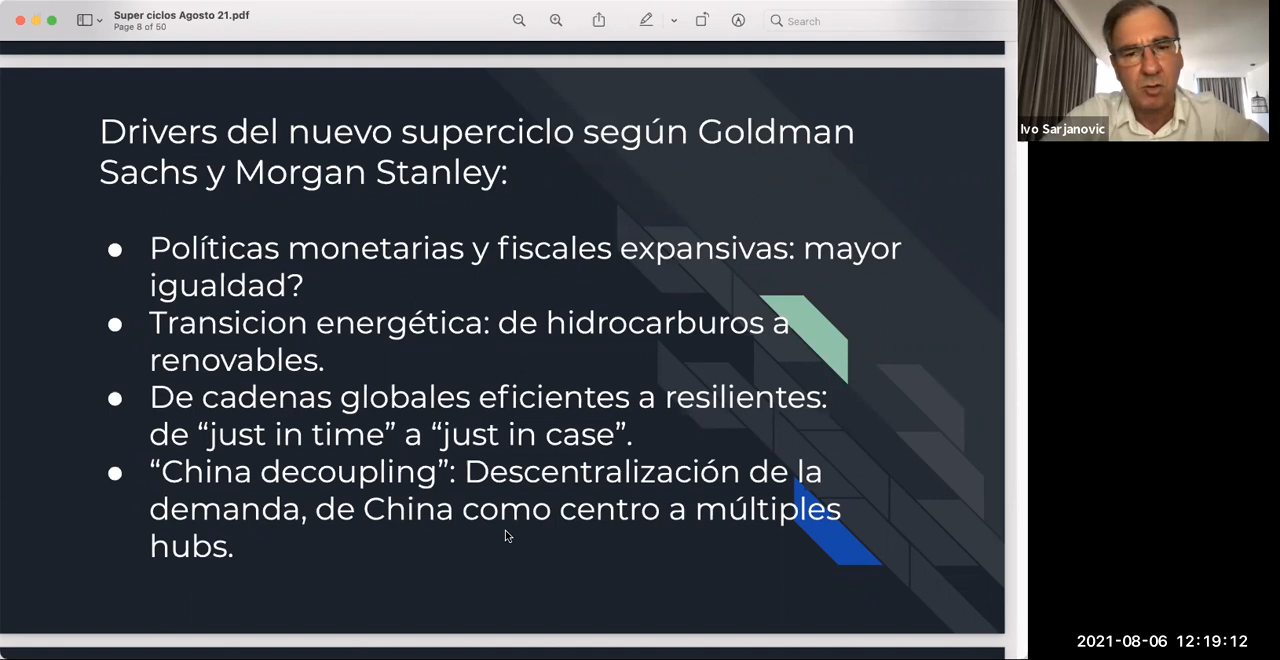 Super ciclos Agosto 21.pdf
Page 8 of 50
Search
Drivers del nuevo superciclo según Goldman
Sachs y Morgan Stanley:
● Políticas monetarias y fiscales expansivas: mayor
igualdad?
● Transicion energética: de hidrocarburos a
renovables.
● De cadenas globales eficientes a resilientes:
de “just in time” a “just in case”.
● “China decoupling”: Descentralización de la
demanda, de China como centro a múltiples
hubs.
Ivo Sarjanovic
2021-08-06 12:19:12